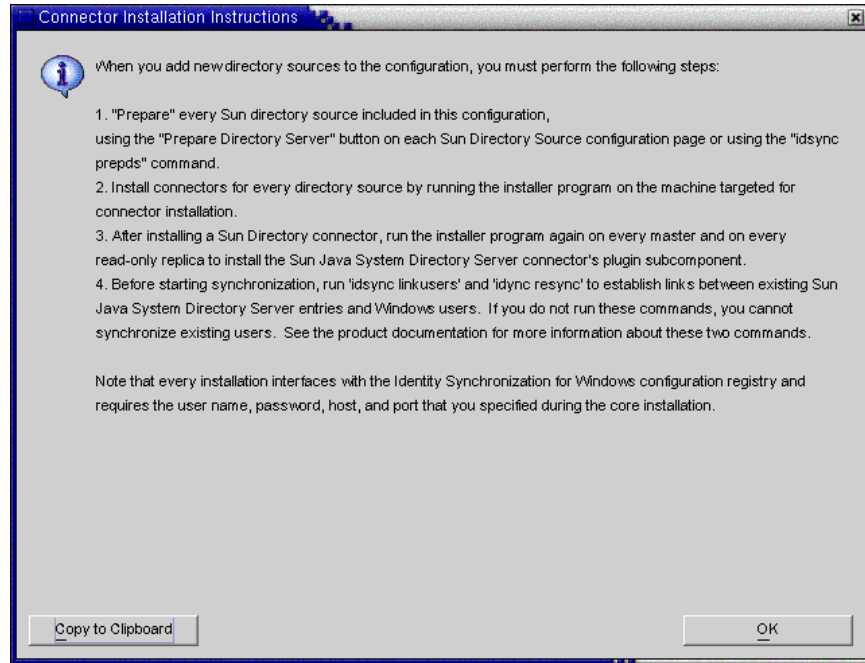 Connector Installation Instructions
When you add new directory sources to the configuration, you must perform the following steps:
1. "Prepare" every Sun directory source included in this configuration,
using the "Prepare Directory Server" button on each Sun Directory Source configuration page or using the "idsync
prepds" command.
2. Install connectors for every directory source by running the installer program on the machine targeted for
connector installation.
3. After installing a Sun Directory connector, run the installer program again on every master and on every
read-only replica to install the Sun Java System Directory Server connector's plugin subcomponent.
4. Before starting synchronization, run 'idsync linkusers' and 'idync resync' to establish links between existing Sun
Java System Directory Server entries and Windows users. If you do not run these commands, you cannot
synchronize existing users. See the product documentation for more information about these two commands.
Note that every installation interfaces with the Identity Synchronization for Windows configuration registry and
requires the user name, password, host, and port that you specified during the core installation.
Copy to Clipboard
OK